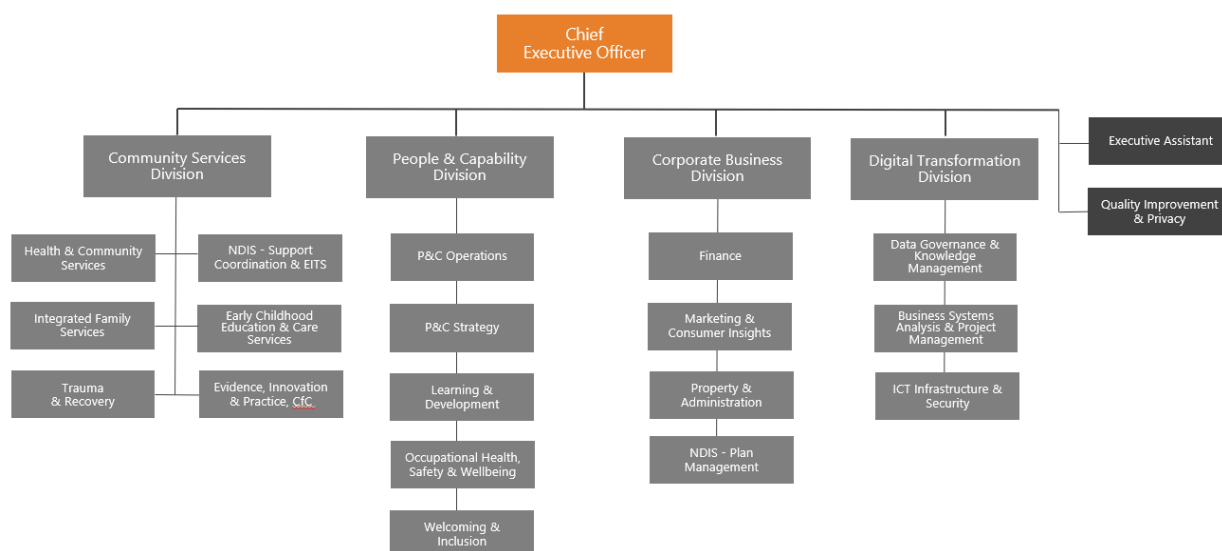 Chief
Executive Officer
Community Services
Division
People & Capability
Division
Corporate Business
Division
Digital Transformation
Division
Executive Assistant
Quality Improvement
& Privacy
Health & Community
Services
NDIS - Support
Coordination & EITS
Integrated Family
Services
Early Childhood
Education & Care
Services
Trauma
& Recovery
Evidence, Innovation
& Practice, CfC
P&C Operations
P&C Strategy
Learning &
Development
Occupational Health,
Safety & Wellbeing
Welcoming &
Inclusion
Finance
Marketing &
Consumer Insights
Property &
Administration
NDIS - Plan
Management
Data Governance &
Knowledge
Management
Business Systems
Analysis & Project
Management
ICT Infrastructure &
Security